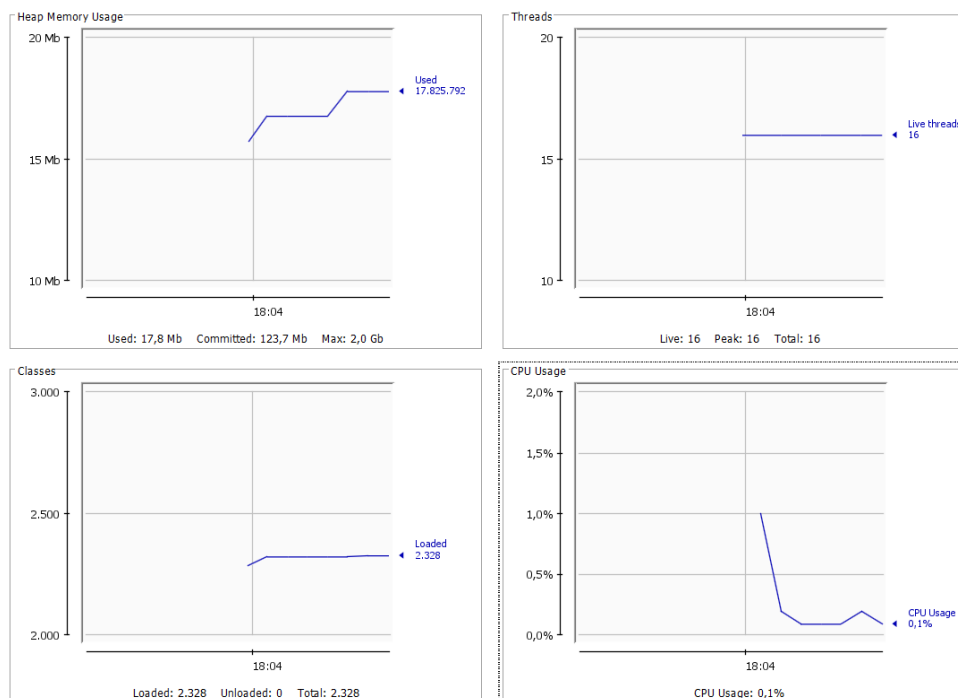 Heap Memory Usage
20 Mb
15 Mb
10 Mb
18:04
Used
17.825.792
Used: 17,8 Mb Committed: 123,7 Mb Max: 2,0 Gb
Threads
20
15
10
18:04
Live threads
16
Live: 16 Peak: 16 Total: 16
Classes
3.000
2.500
2.000
18:04
Loaded
2.328
Loaded: 2.328 Unloaded: 0 Total: 2.328
CPU Usage
2,0%
1,5%
1,0%
0,5%
0,0%
18:04
CPU Usage
0,1%
CPU Usage: 0,1%